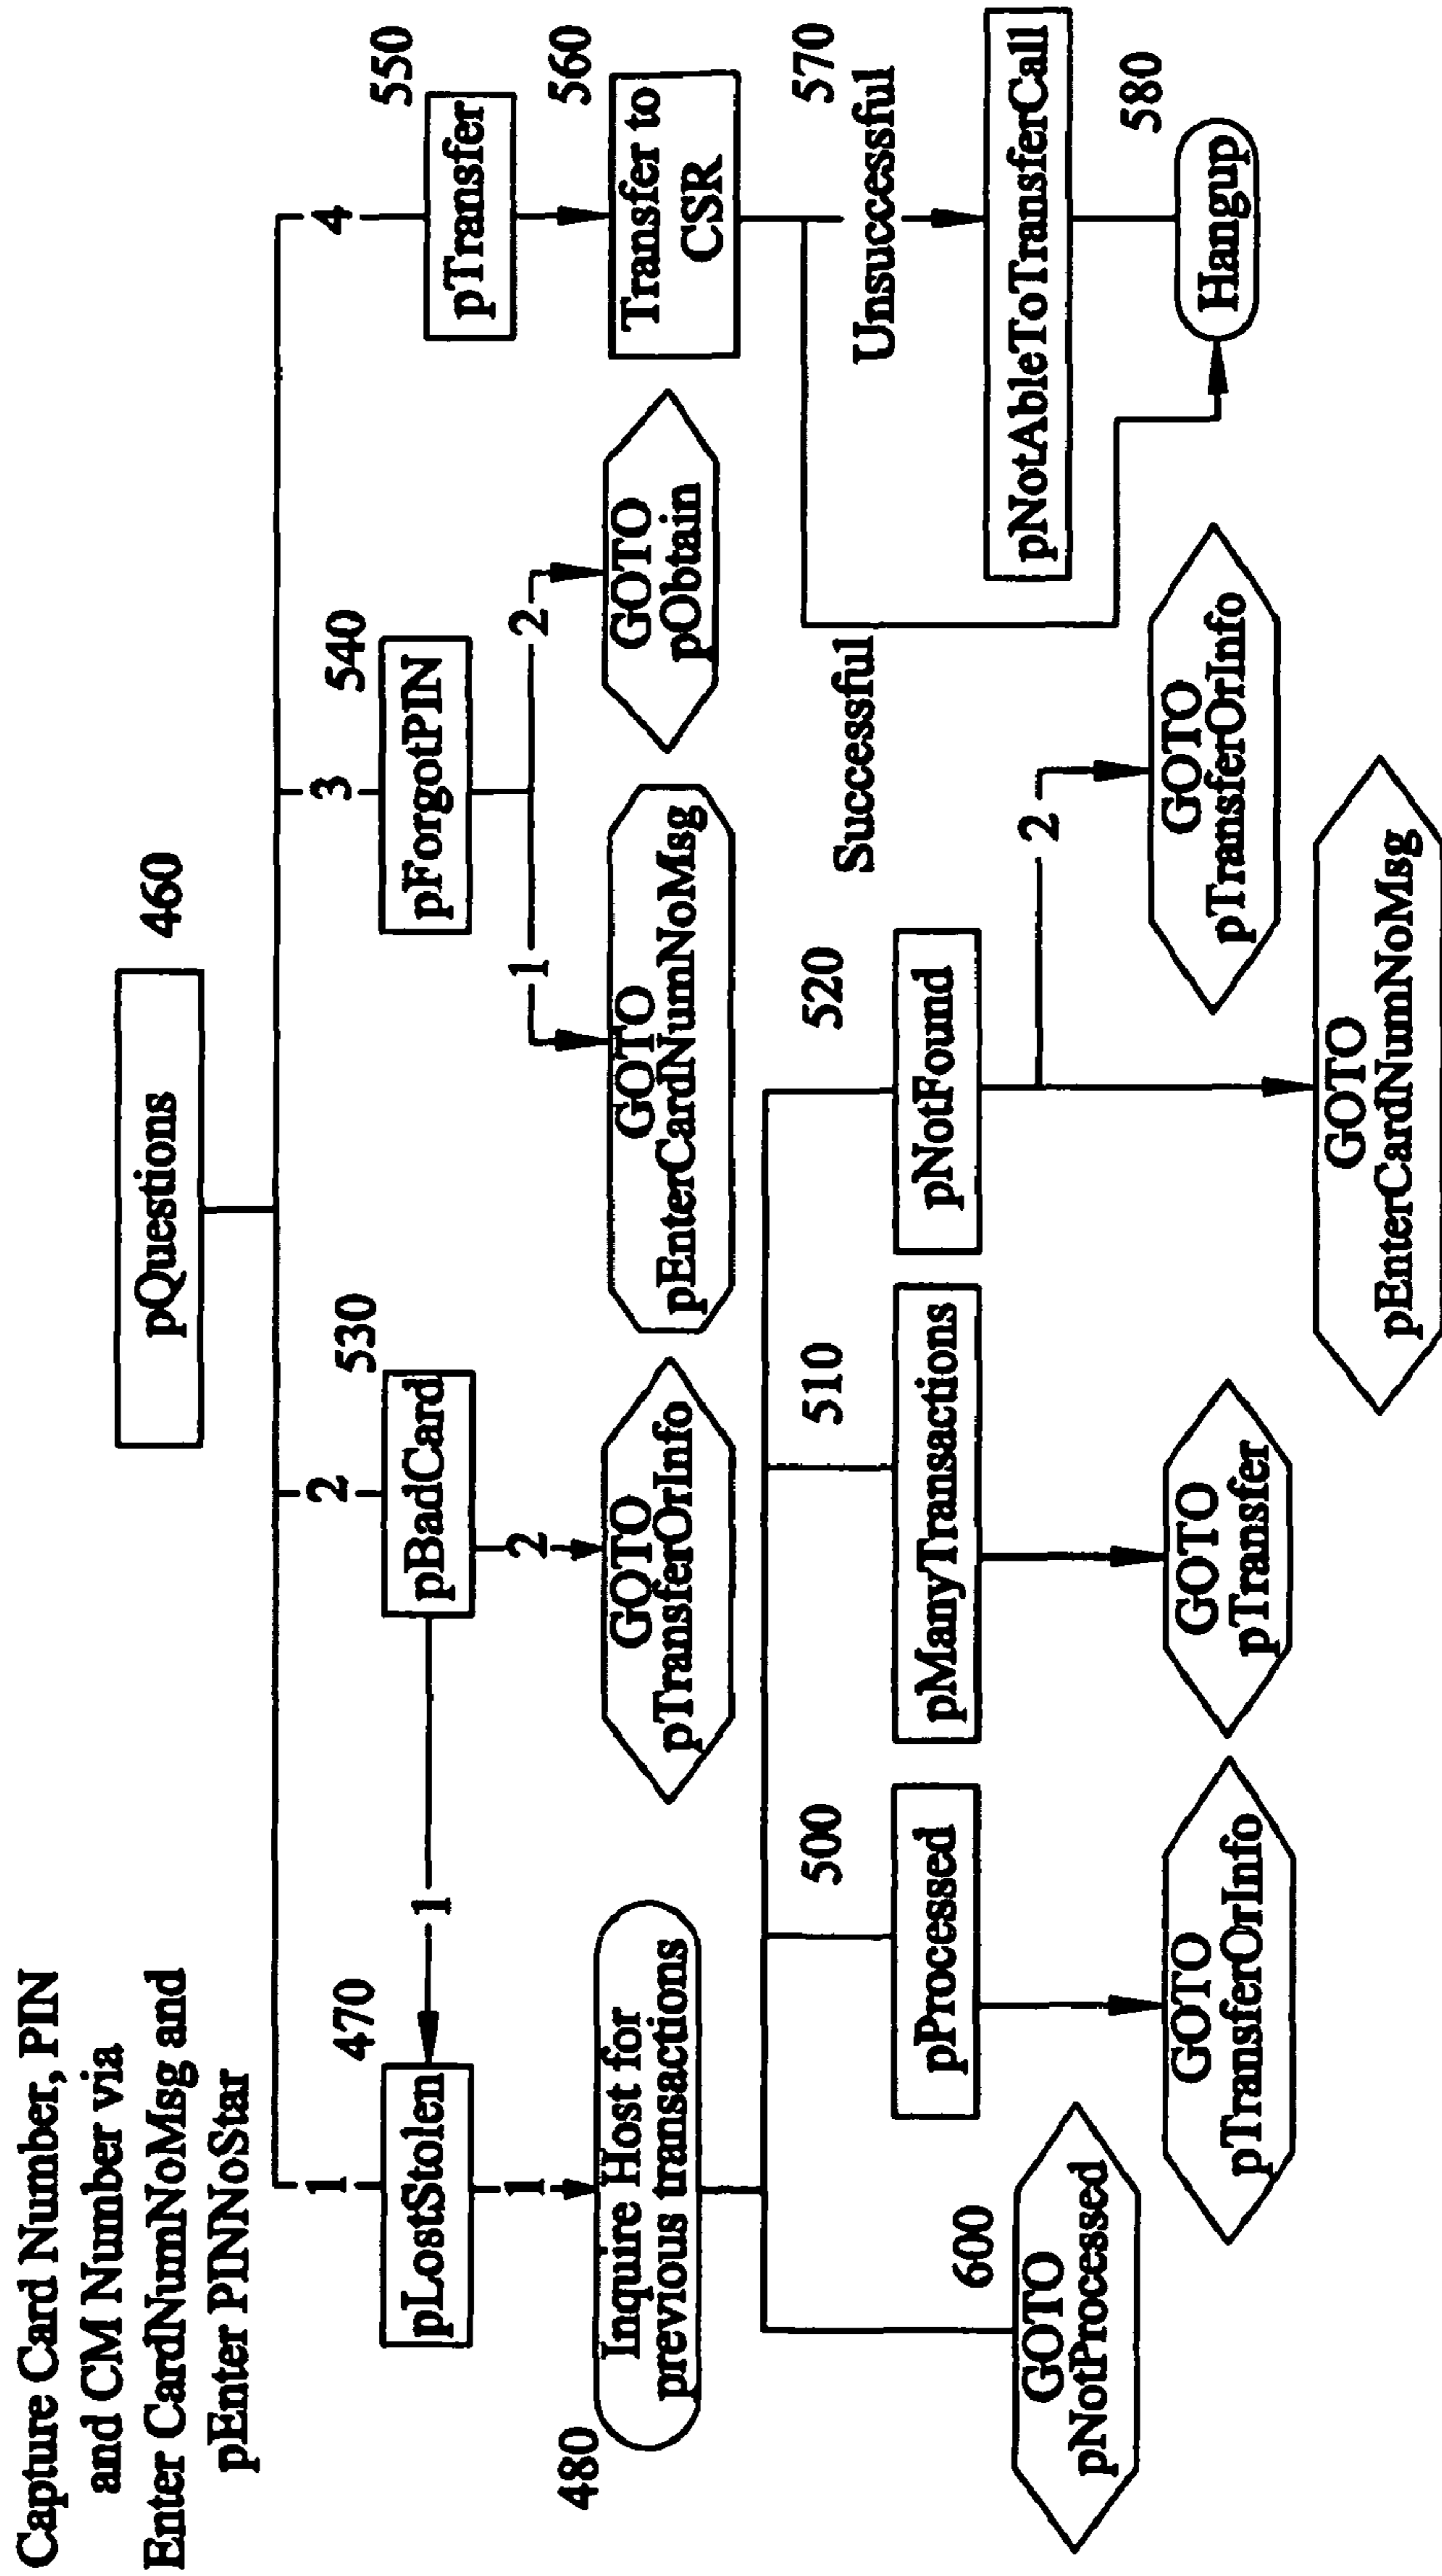 Capture Card Number, PIN
and CM Number via
Enter CardNumNoMsg and
pEnter PINNoStar
pQuestions
460
1
2
3
4
470
pLostStolen
1
530
pBadCard
540
pForgotPIN
550
pTransfer
1
2
1
2
560
480
Inquire Host for
previous transactions
GOTO
pTransferOrInfo
GOTO
pEnterCardNumNoMsg
GOTO
pObtain
Transfer to
CSR
500
510
520
Successful
570
Unsuccessful
pProcessed
pManyTransactions
pNotFound
pNotAbleToTransferCall
600
GOTO
pNotProcessed
2
580
GOTO
pTransferOrInfo
GOTO
pTransfer
GOTO
pTransferOrInfo
Hangup
GOTO
pEnterCardNumNoMsg